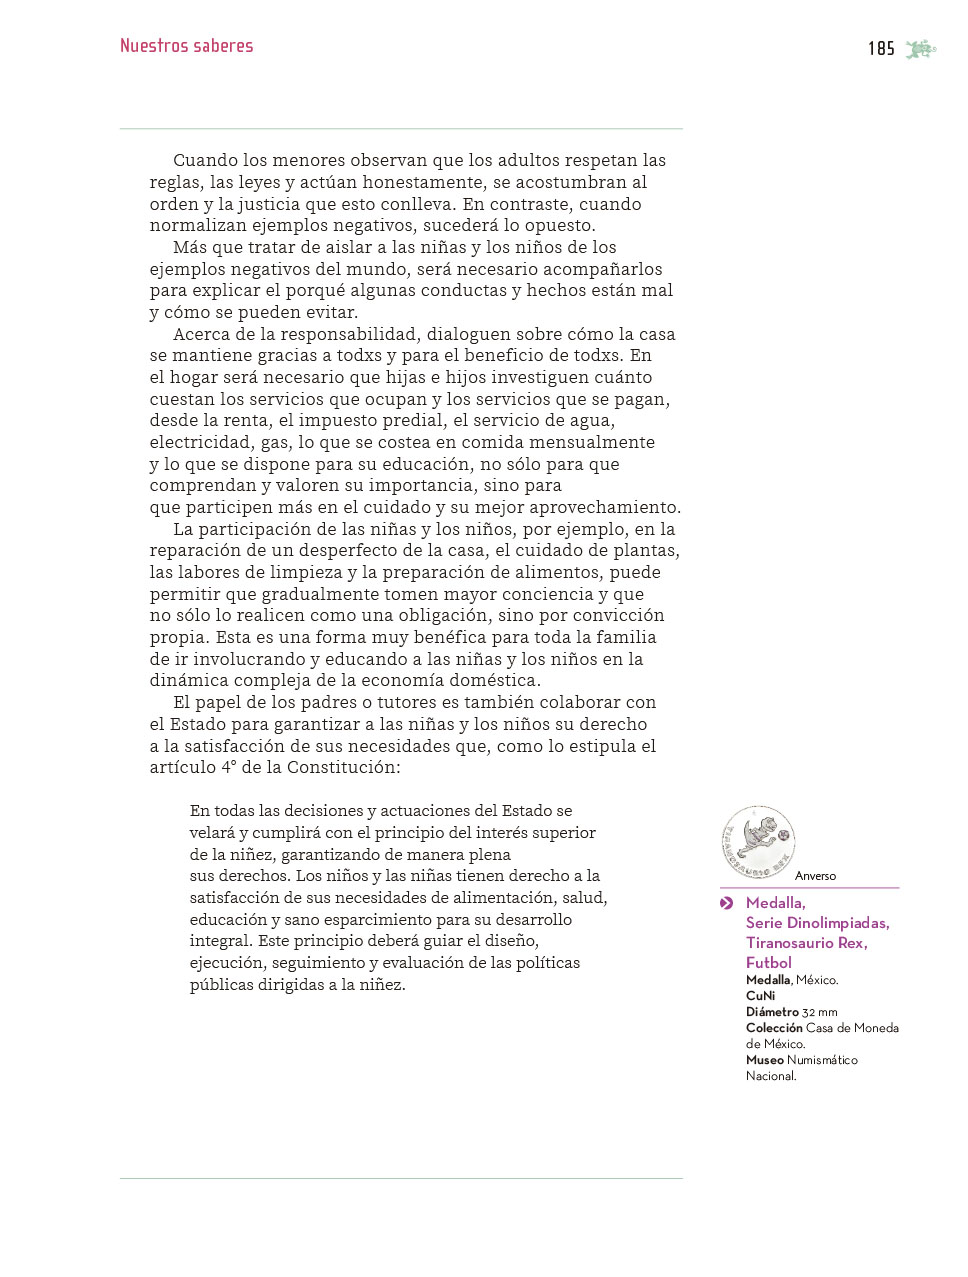 Nuestros saberes
185
Cuando los menores observan que los adultos respetan las
reglas, las leyes y actúan honestamente, se acostumbran al
orden y la justicia que esto conlleva. En contraste, cuando
normalizan ejemplos negativos, sucederá lo opuesto.
Más que tratar de aislar a las niñas y los niños de los
ejemplos negativos del mundo, será necesario acompañarlos
para explicar el porqué algunas conductas y hechos están mal
y cómo se pueden evitar.
Acerca de la responsabilidad, dialoguen sobre cómo la casa
se mantiene gracias a todxs y para el beneficio de todxs. En
el hogar será necesario que hijas e hijos investiguen cuánto
cuestan los servicios que ocupan y los servicios que se pagan,
desde la renta, el impuesto predial, el servicio de agua,
electricidad, gas, lo que se costea en comida mensualmente
y lo que se dispone para su educación, no sólo para que
comprendan y valoren su importancia, sino para
que participen más en el cuidado y su mejor aprovechamiento.
La participación de las niñas y los niños, por ejemplo, en la
reparación de un desperfecto de la casa, el cuidado de plantas,
las labores de limpieza y la preparación de alimentos, puede
permitir que gradualmente tomen mayor conciencia y que
no sólo lo realicen como una obligación, sino por convicción
propia. Esta es una forma muy benéfica para toda la familia
de ir involucrando y educando a las niñas y los niños en la
dinámica compleja de la economía doméstica.
El papel de los padres o tutores es también colaborar con
el Estado para garantizar a las niñas y los niños su derecho
a la satisfacción de sus necesidades que, como lo estipula el
artículo 4° de la Constitución:
En todas las decisiones y actuaciones del Estado se
velará y cumplirá con el principio del interés superior
de la niñez, garantizando de manera plena
sus derechos. Los niños y las niñas tienen derecho a la
satisfacción de sus necesidades de alimentación, salud,
educación y sano esparcimiento para su desarrollo
integral. Este principio deberá guiar el diseño,
ejecución, seguimiento y evaluación de las políticas
públicas dirigidas a la niñez.
TIRANOSAURIO REX
Anverso
Medalla,
Serie Dinolimpiadas,
Tiranosaurio Rex,
Futbol
Medalla, México.
CuNi
Diámetro 32 mm
Colección Casa de Moneda
de México.
Museo Numismático
Nacional.